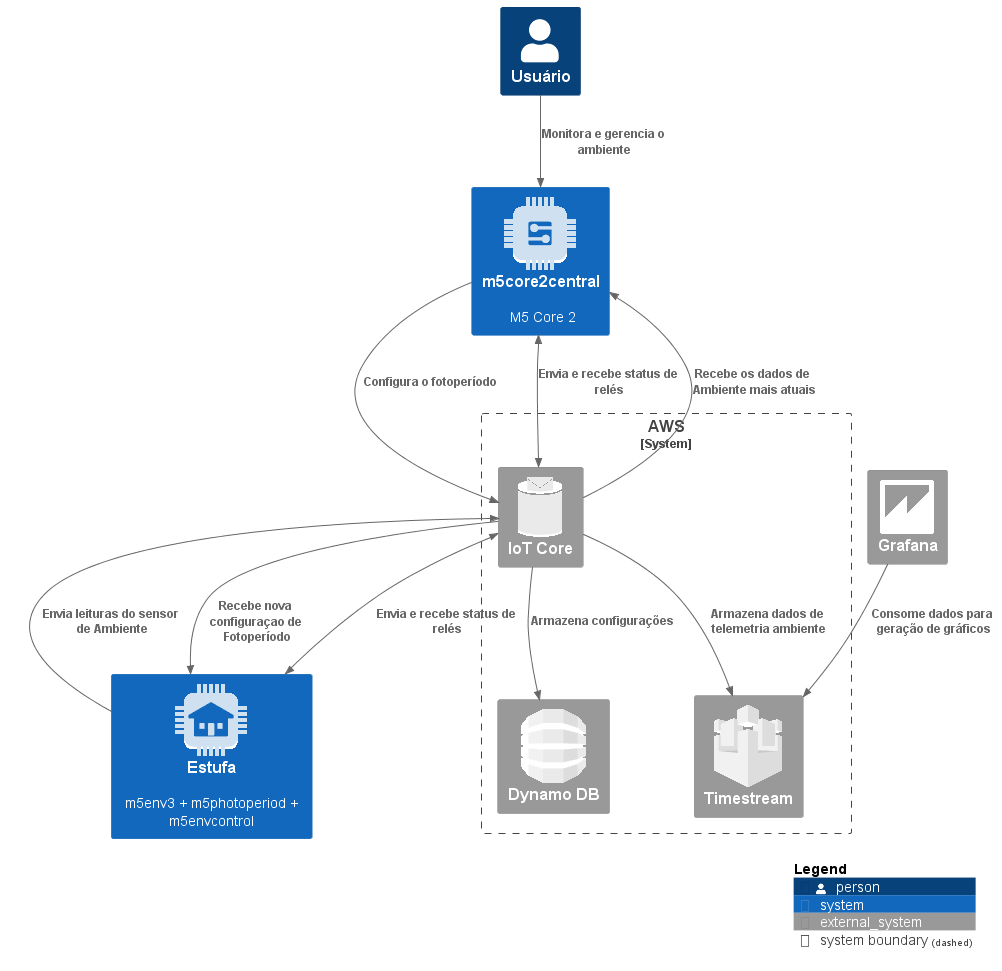 Usuário
Monitora e gerencia o
ambiente
m5core2central
M5 Core 2
Configura o fotoperíodo
Envia e recebe status de
relés
Recebe os dados de
Ambiente mais atuais
AWS
[System]
IoT Core
Grafana
Envia leituras do sensor
de Ambiente
Recebe nova
configuraçao de
Fotoperíodo
Envia e recebe status de
relés
Armazena configurações
Armazena dados de
telemetria ambiente
Consome dados para
geração de gráficos
Estufa
m5env3 + m5photoperiod +
m5envcontrol
Dynamo DB
Timestream
Legend
person
system
external_system
system boundary (dashed)